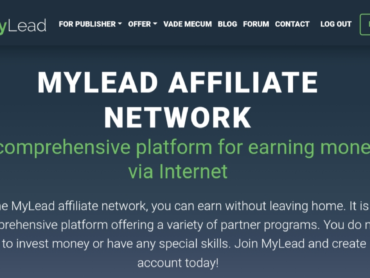 yLead FOR PUBLISHER OFFER VADE MECUM BLOG FORUM CONTACT LOG OUT
MYLEAD AFFILIATE
NETWORK
comprehensive platform for earning mone
via Internet
e MyLead affiliate network, you can earn without leaving home. It is
prehensive platform offering a variety of partner programs. You do n
to invest money or have any special skills. Join MyLead and create
account today!